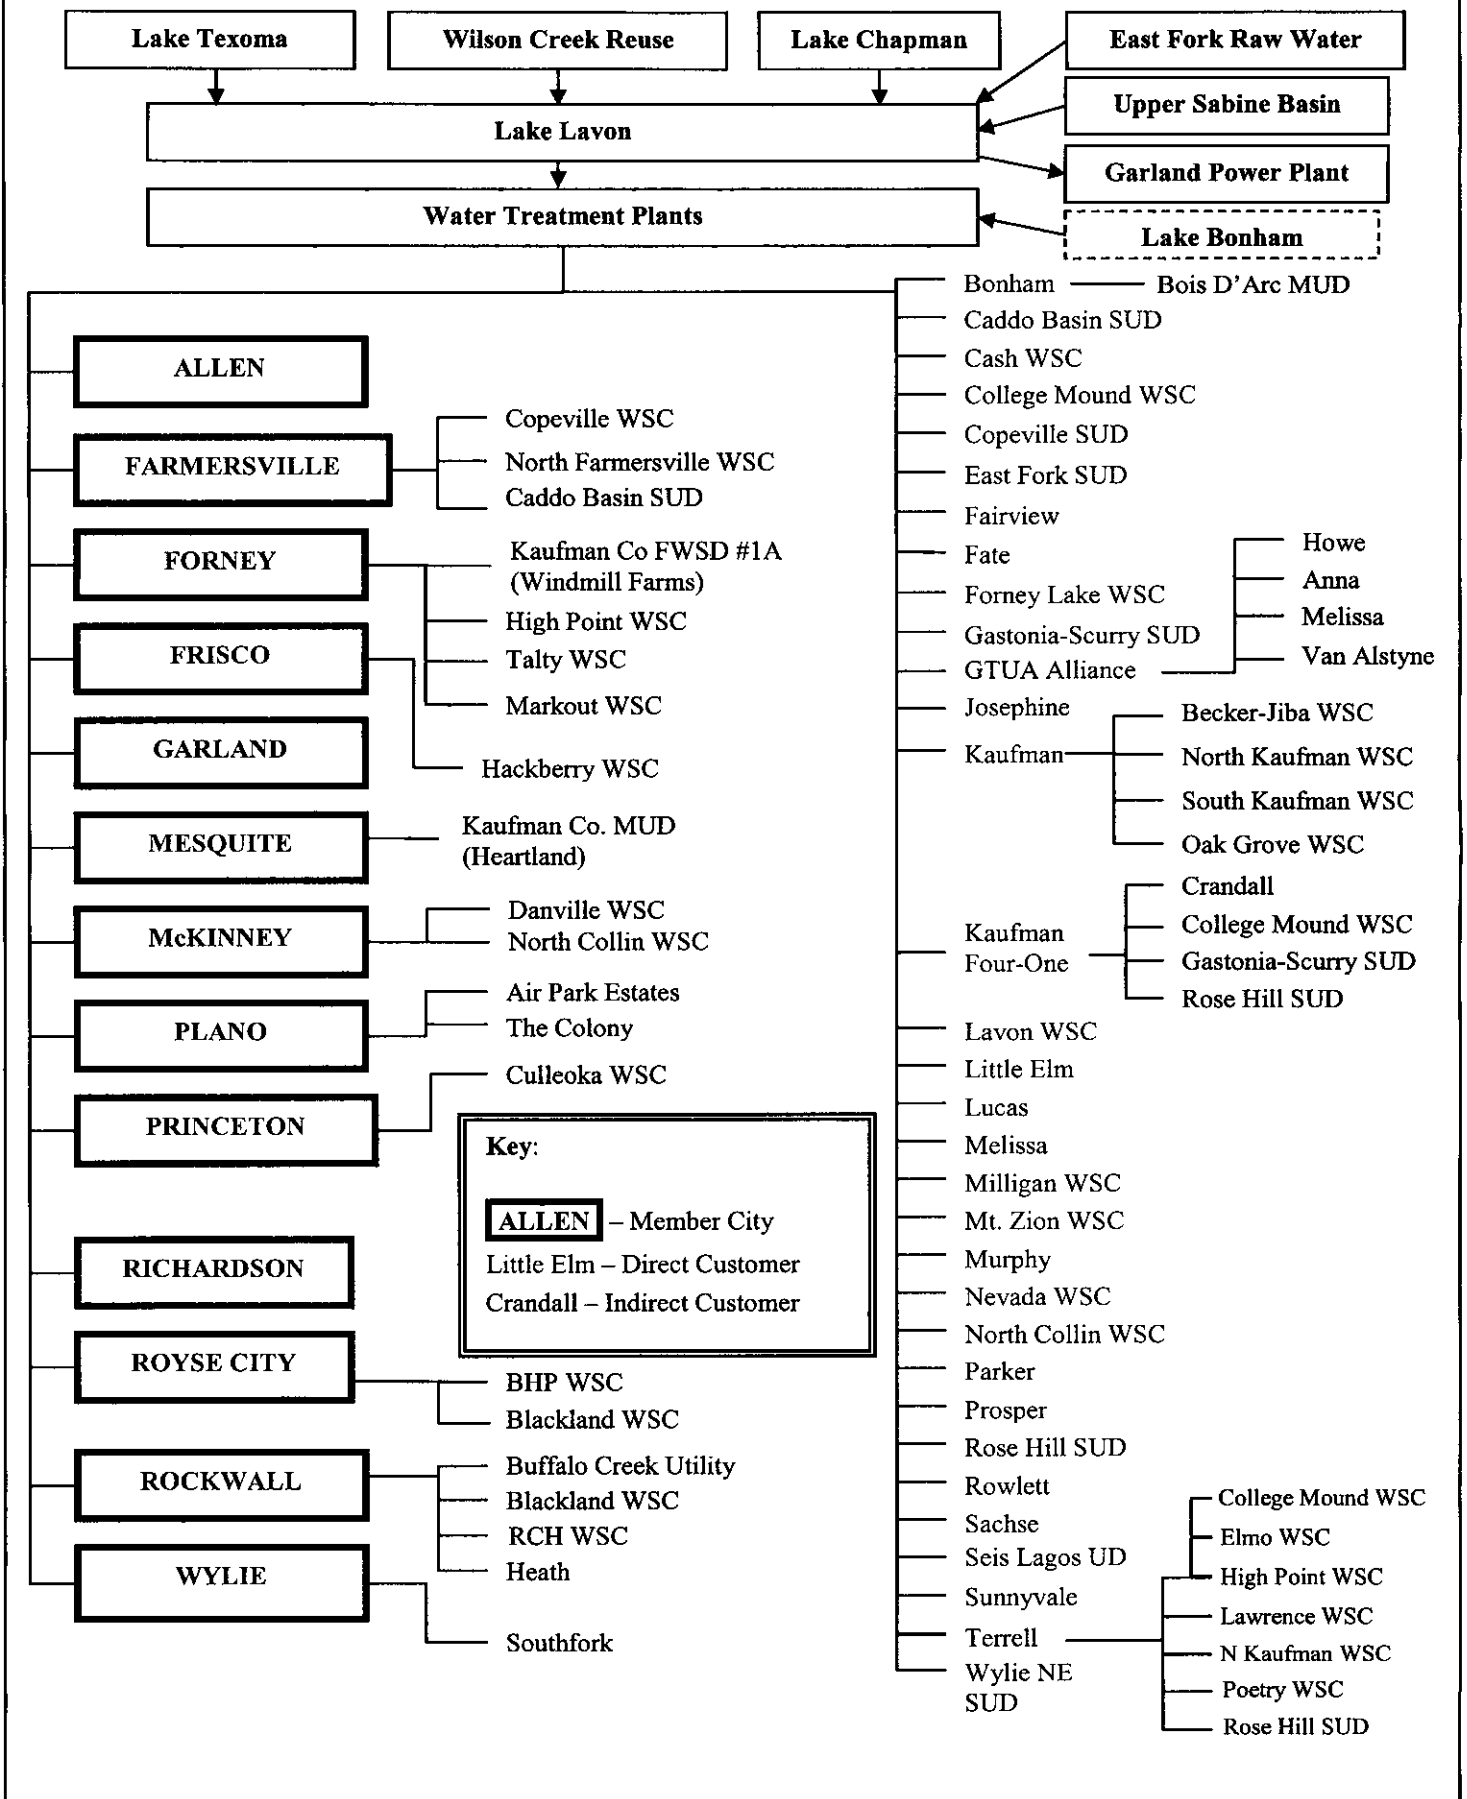 Lake Texoma
Wilson Creek Reuse
Lake Chapman
East Fork Raw Water
Upper Sabine Basin
Lake Lavon
Garland Power Plant
Water Treatment Plants
Lake Bonham
ALLEN
FARMERSVILLE
Copeville WSC
North Farmersville WSC
Caddo Basin SUD
FORNEY
Kaufman Co FWSD #1A
(Windmill Farms)
High Point WSC
Talty WSC
Markout WSC
FRISCO
Hackberry WSC
GARLAND
MESQUITE
Kaufman Co. MUD
(Heartland)
McKINNEY
Danville WSC
North Collin WSC
PLANO
Air Park Estates
The Colony
PRINCETON
Culleoka WSC
RICHARDSON
ROYSE CITY
BHP WSC
Blackland WSC
ROCKWALL
Buffalo Creek Utility
Blackland WSC
RCH WSC
Heath
WYLIE
Southfork
Key:
ALLEN – Member City
Little Elm – Direct Customer
Crandall – Indirect Customer
Bonham
Bois D'Arc MUD
Caddo Basin SUD
Cash WSC
College Mound WSC
Copeville SUD
East Fork SUD
Fairview
Fate
Forney Lake WSC
Gastonia-Scurry SUD
GTUA Alliance
Howe
Anna
Melissa
Van Alstyne
Josephine
Kaufman
Becker-Jiba WSC
North Kaufman WSC
South Kaufman WSC
Oak Grove WSC
Kaufman
Four-One
Crandall
College Mound WSC
Gastonia-Scurry SUD
Rose Hill SUD
Lavon WSC
Little Elm
Lucas
Melissa
Milligan WSC
Mt. Zion WSC
Murphy
Nevada WSC
North Collin WSC
Parker
Prosper
Rose Hill SUD
Rowlett
Sachse
Seis Lagos UD
Sunnyvale
Terrell
College Mound WSC
Elmo WSC
High Point WSC
Lawrence WSC
N Kaufman WSC
Poetry WSC
Rose Hill SUD
Wylie NE
SUD